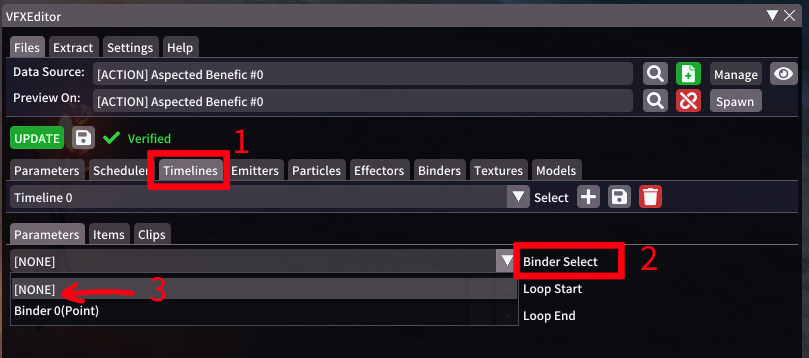 VFXEditor
Files Extract Settings Help
Data Source: [ACTION] Aspected Benefic #0 Manage
Preview On: [ACTION] Aspected Benefic #0 Spawn
UPDATE Verified 1
Parameters Scheduler Timelines Emitters Particles Effectors Binders Textures Models
Timeline 0 Select
Parameters Items Clips
[NONE] Binder Select 2
[NONE] 3 Loop Start
Binder 0(Point) Loop End